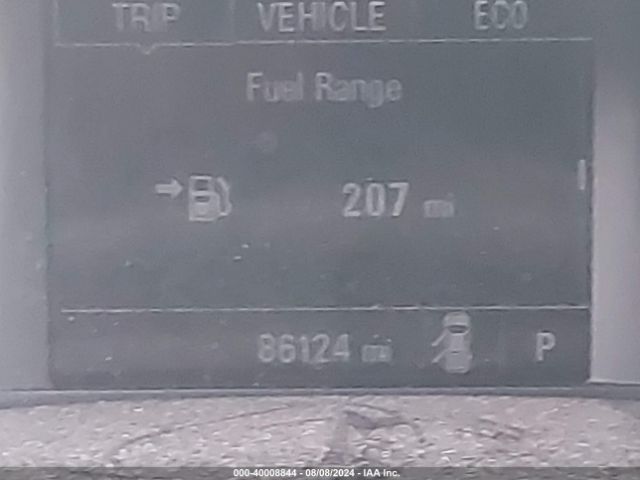 TRIP VEHICLE ECO
Fuel Range
207 mi
86124 mi P
000-40008844 - 08/08/2024 - IAA Inc.